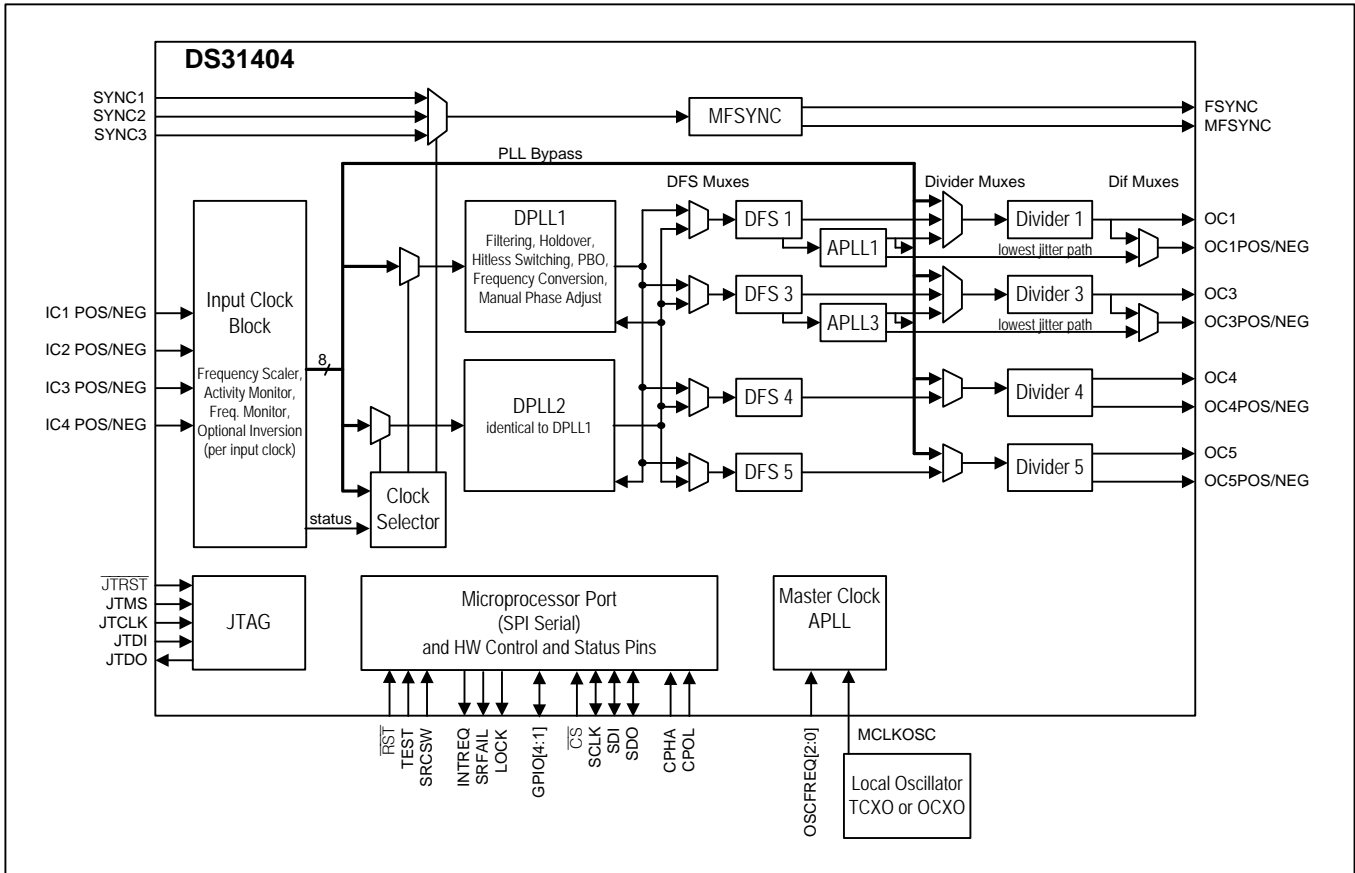 DS31404
SYNC1
SYNC2
SYNC3
MFSYNC
FSYNC
MFSYNC
PLL Bypass
DFS Muxes
Divider Muxes
Dif Muxes
Input Clock
Block
Frequency Scaler,
Activity Monitor,
Freq. Monitor,
Optional Inversion
(per input clock)
IC1 POS/NEG
IC2 POS/NEG
IC3 POS/NEG
IC4 POS/NEG
8
status
Clock
Selector
DPLL1
Filtering, Holdover,
Hitless Switching, PBO,
Frequency Conversion,
Manual Phase Adjust
DPLL2
identical to DPLL1
DFS 1
APLL1
lowest jitter path
Divider 1
OC1
OC1POS/NEG
DFS 3
APLL3
lowest jitter path
Divider 3
OC3
OC3POS/NEG
DFS 4
Divider 4
OC4
OC4POS/NEG
DFS 5
Divider 5
OC5
OC5POS/NEG
JTRST
JTMS
JTCLK
JTDI
JTDO
JTAG
Microprocessor Port
(SPI Serial)
and HW Control and Status Pins
Master Clock
APLL
RST
TEST
SRCSW
INTREQ
SRFAIL
LOCK
GPIO[4:1]
CS
SCLK
SDI
SDO
CPHA
CPOL
OSCFREQ[2:0]
MCLKOSC
Local Oscillator
TCXO or OCXO